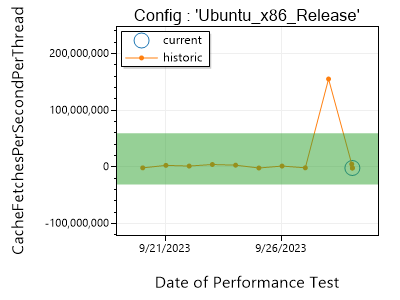 Config : 'Ubuntu_x86_Release'
CacheFetchesPerSecondPerThread
current
historic
200,000,000
100,000,000
0
-100,000,000
9/21/2023
9/26/2023
Date of Performance Test